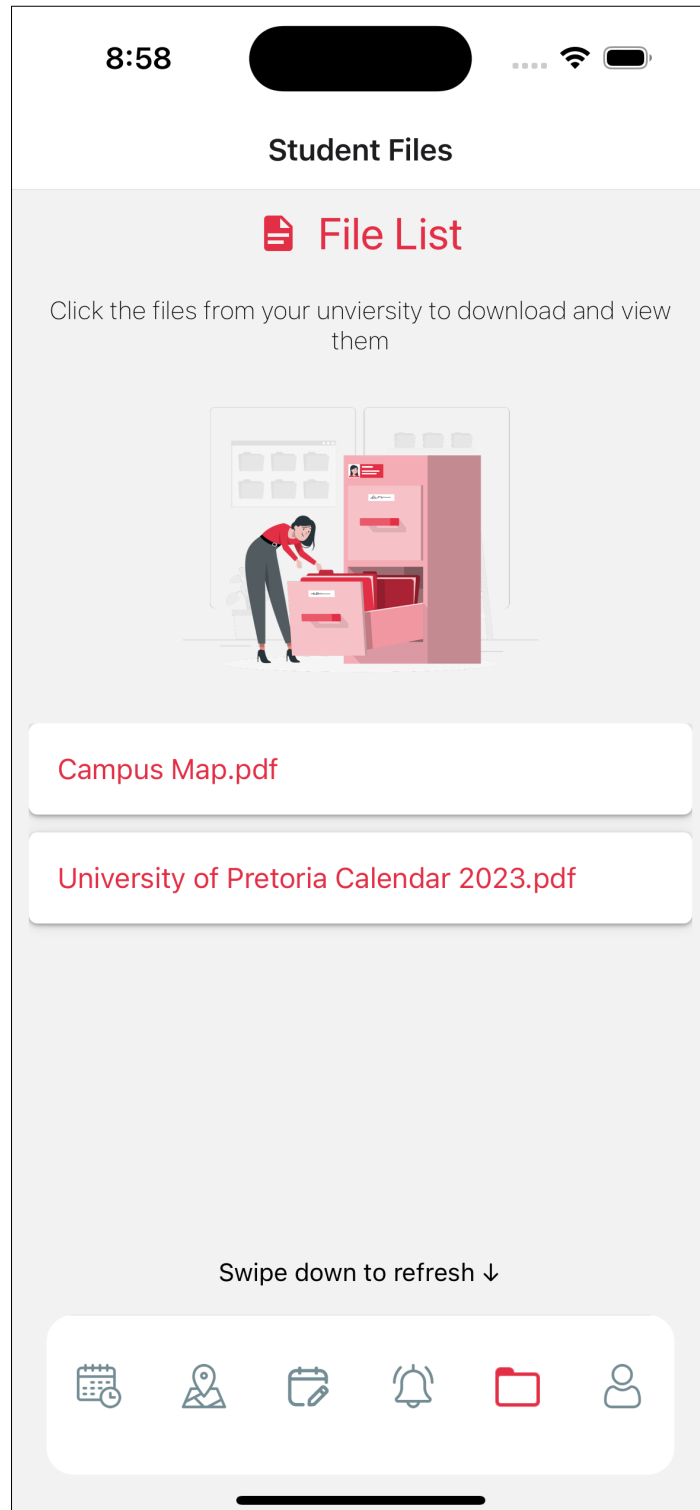 8:58
Student Files
File List
Click the files from your unviersity to download and view
them
Campus Map.pdf
University of Pretoria Calendar 2023.pdf
Swipe down to refresh ↓